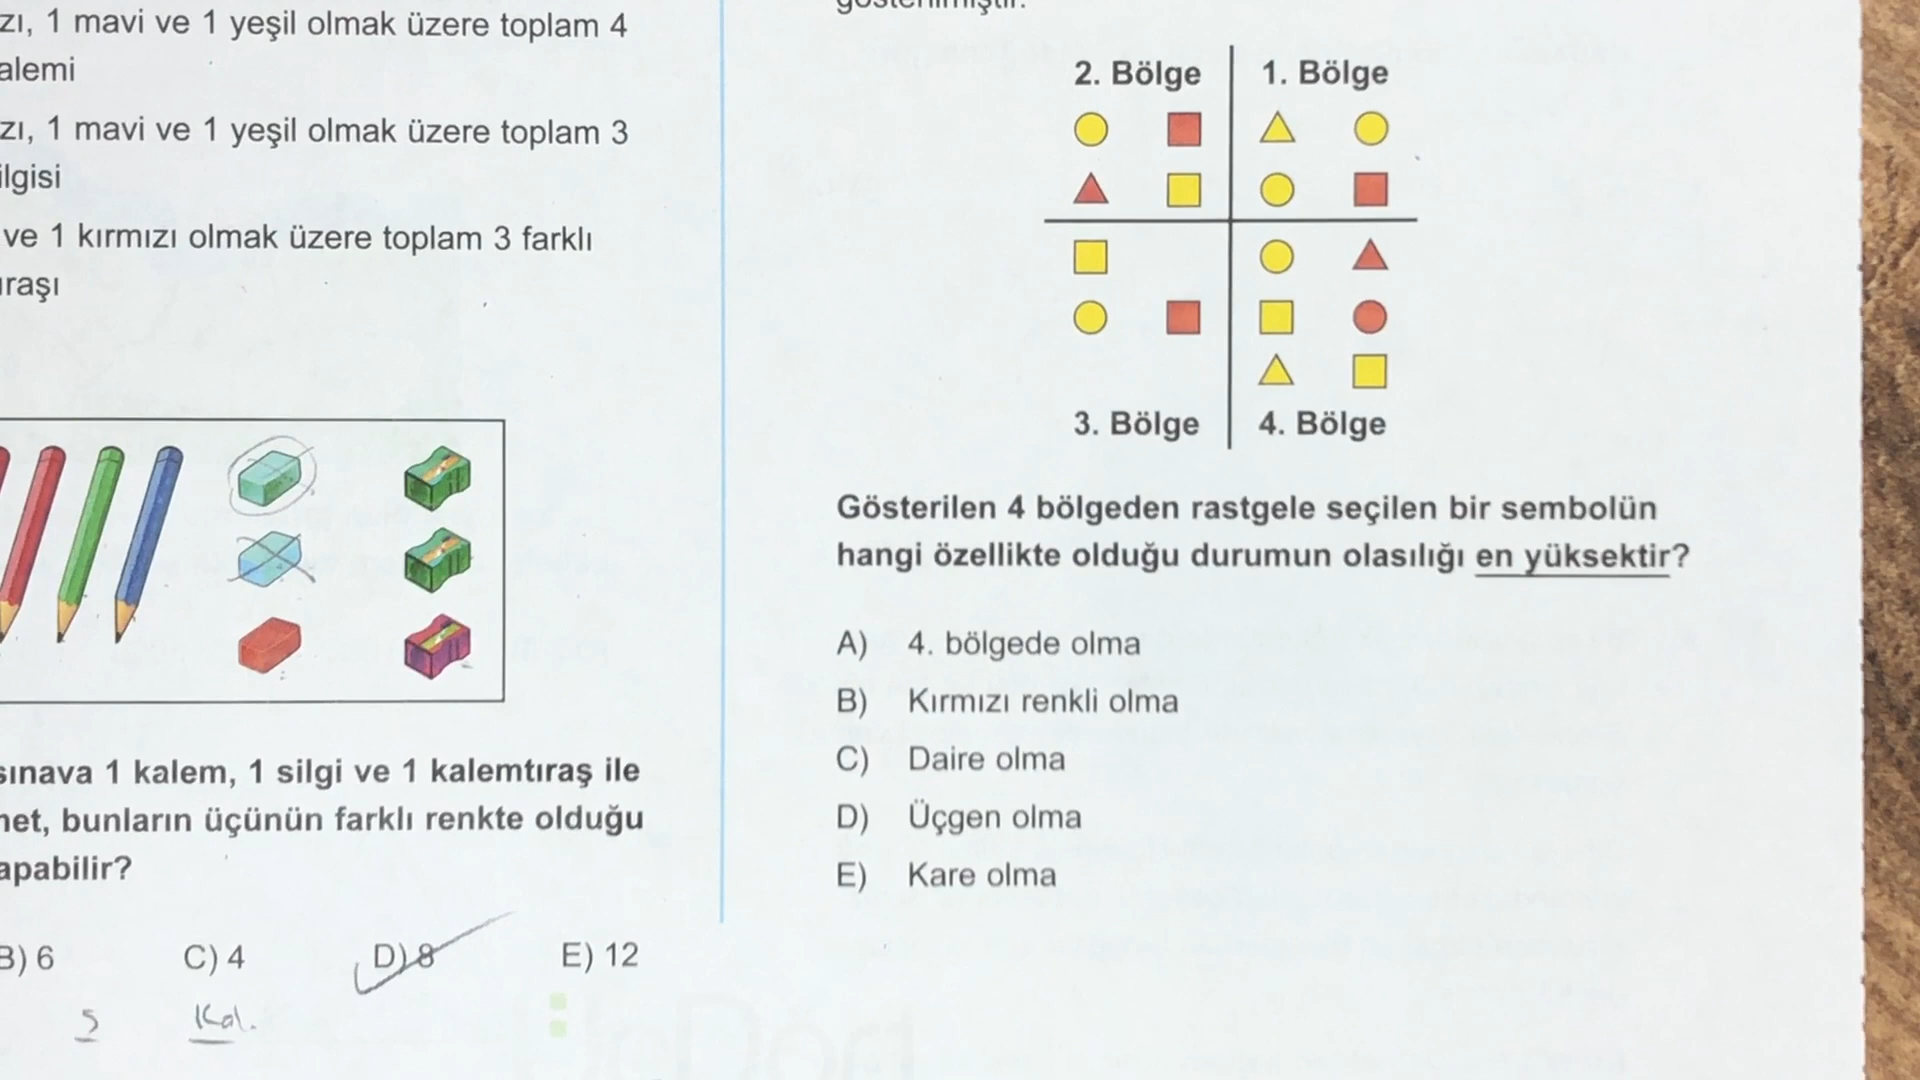 zı, 1 mavi ve 1 yeşil olmak üzere toplam 4
alemi
zı, 1 mavi ve 1 yeşil olmak üzere toplam 3
ilgisi
ve 1 kırmızı olmak üzere toplam 3 farklı
ıraşı
sınava 1 kalem, 1 silgi ve 1 kalemtıraş ile
net, bunların üçünün farklı renkte olduğu
apabilir?
B) 6 C) 4 D) 8 E) 12
S Kal.
gösterilmiştir.
2. Bölge 1. Bölge
3. Bölge 4. Bölge
Gösterilen 4 bölgeden rastgele seçilen bir sembolün
hangi özellikte olduğu durumun olasılığı en yüksektir?
A) 4. bölgede olma
B) Kırmızı renkli olma
C) Daire olma
D) Üçgen olma
E) Kare olma